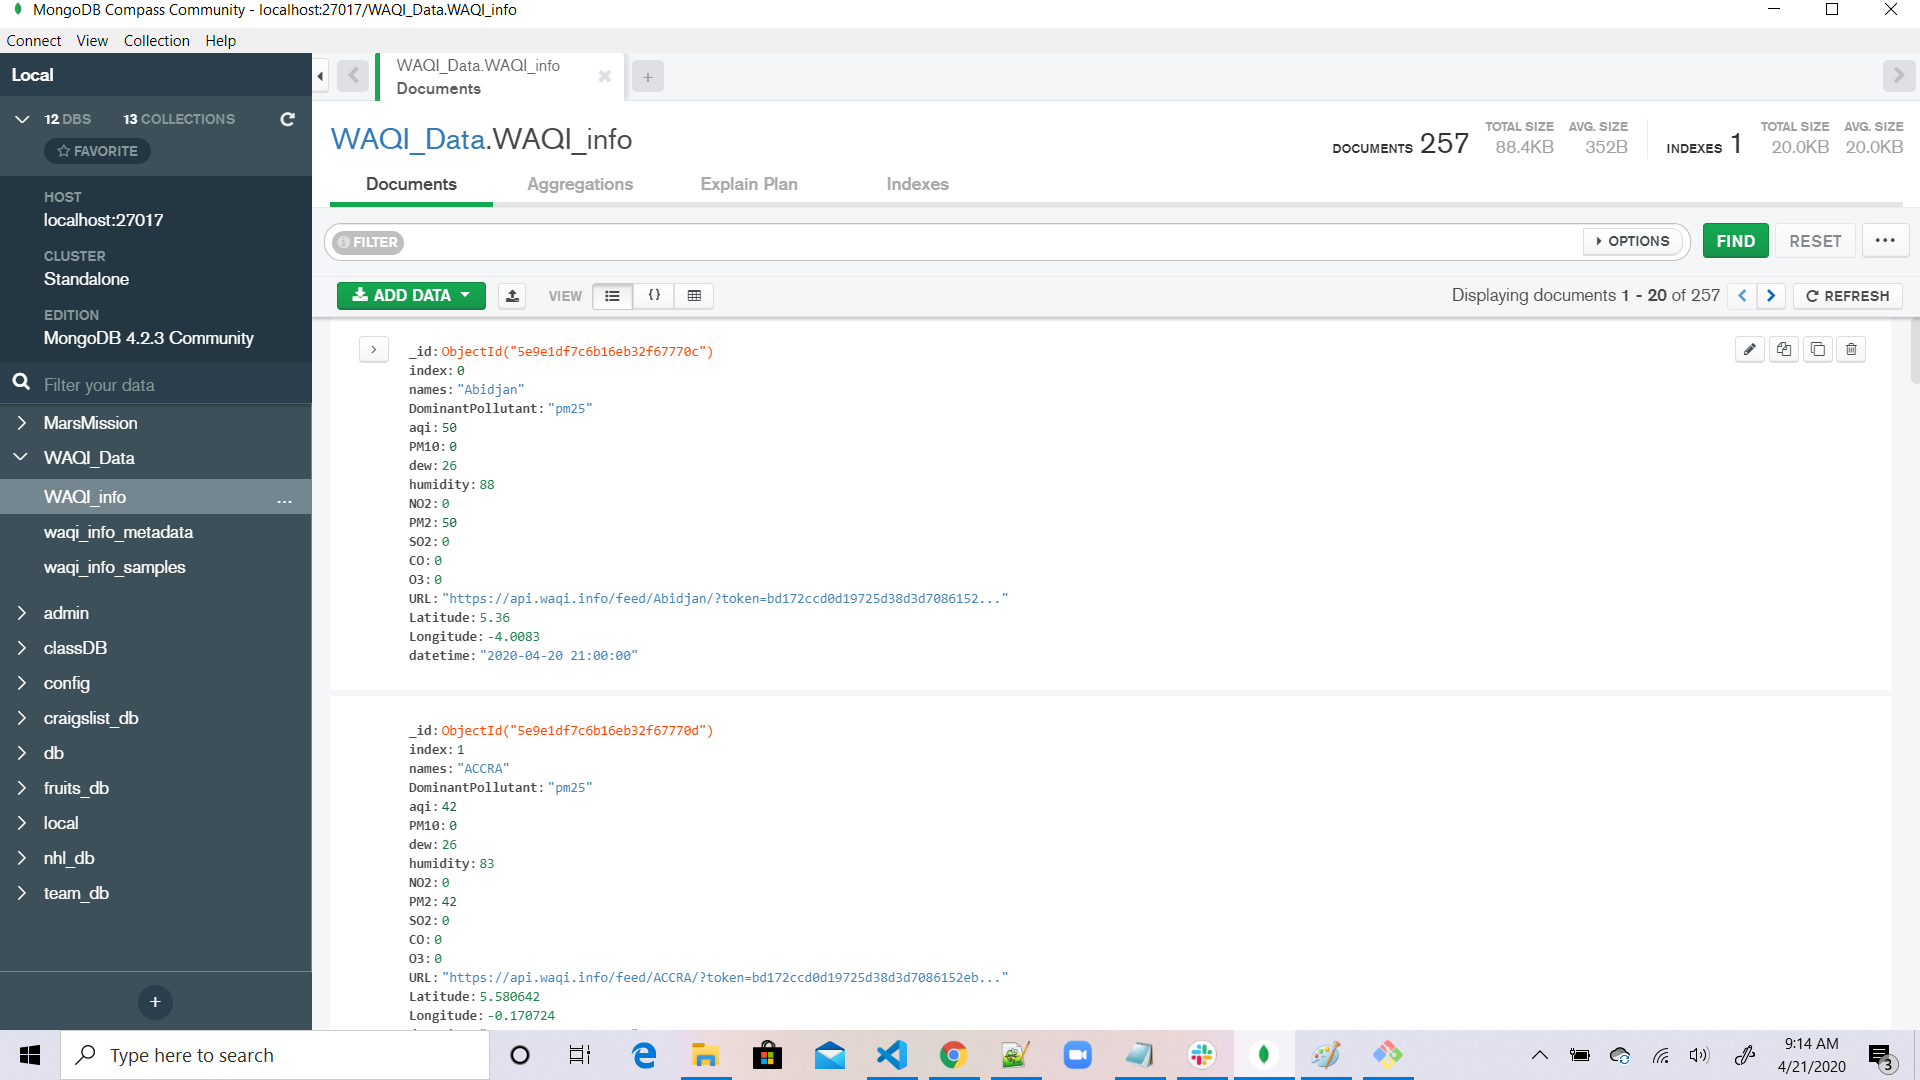 MongoDB Compass Community - localhost:27017/WAQI_Data.WAQI_info
Connect View Collection Help
Local
12 DBS 13 COLLECTIONS
FAVORITE
HOST
localhost:27017
CLUSTER
Standalone
EDITION
MongoDB 4.2.3 Community
Filter your data
MarsMission
WAQI_Data
WAQI_info ...
waqi_info_metadata
waqi_info_samples
admin
classDB
config
craigslist_db
db
fruits_db
local
nhl_db
team_db
+
WAQI_Data.WAQI_info
Documents
+
WAQI_Data.WAQI_info
DOCUMENTS 257 TOTAL SIZE 88.4KB AVG. SIZE 352B INDEXES 1 TOTAL SIZE 20.0KB AVG. SIZE 20.0KB
Documents Aggregations Explain Plan Indexes
FILTER OPTIONS FIND RESET ...
ADD DATA VIEW {} Displaying documents 1 - 20 of 257 REFRESH
_id: ObjectId("5e9e1df7c6b16eb32f67770c")
index: 0
names: "Abidjan"
DominantPollutant: "pm25"
aqi: 50
PM10: 0
dew: 26
humidity: 88
NO2: 0
PM2: 50
SO2: 0
CO: 0
O3: 0
URL: "https://api.waqi.info/feed/Abidjan/?token=bd172ccd0d19725d38d3d7086152..."
Latitude: 5.36
Longitude: -4.0083
datetime: "2020-04-20 21:00:00"
_id: ObjectId("5e9e1df7c6b16eb32f67770d")
index: 1
names: "ACCRA"
DominantPollutant: "pm25"
aqi: 42
PM10: 0
dew: 26
humidity: 83
NO2: 0
PM2: 42
SO2: 0
CO: 0
O3: 0
URL: "https://api.waqi.info/feed/ACCRA/?token=bd172ccd0d19725d38d3d7086152eb..."
Latitude: 5.580642
Longitude: -0.170724
Type here to search
9:14 AM
4/21/2020
3